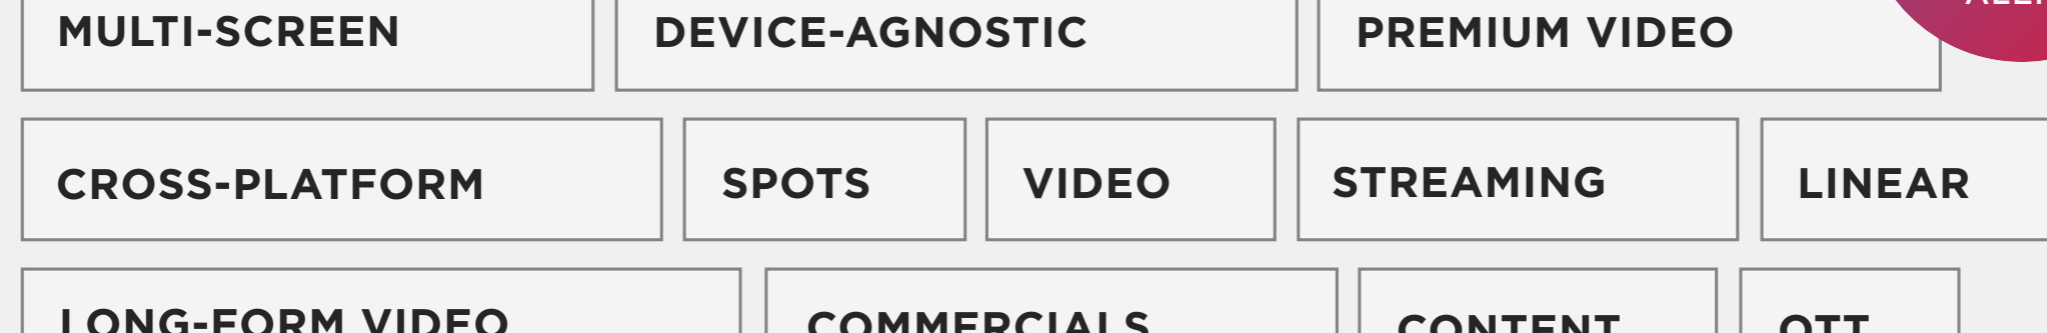 MULTI-SCREEN DEVICE-AGNOSTIC PREMIUM VIDEO
CROSS-PLATFORM SPOTS VIDEO STREAMING LINEAR
LONG-FORM VIDEO COMMERCIALS CONTENT OTT